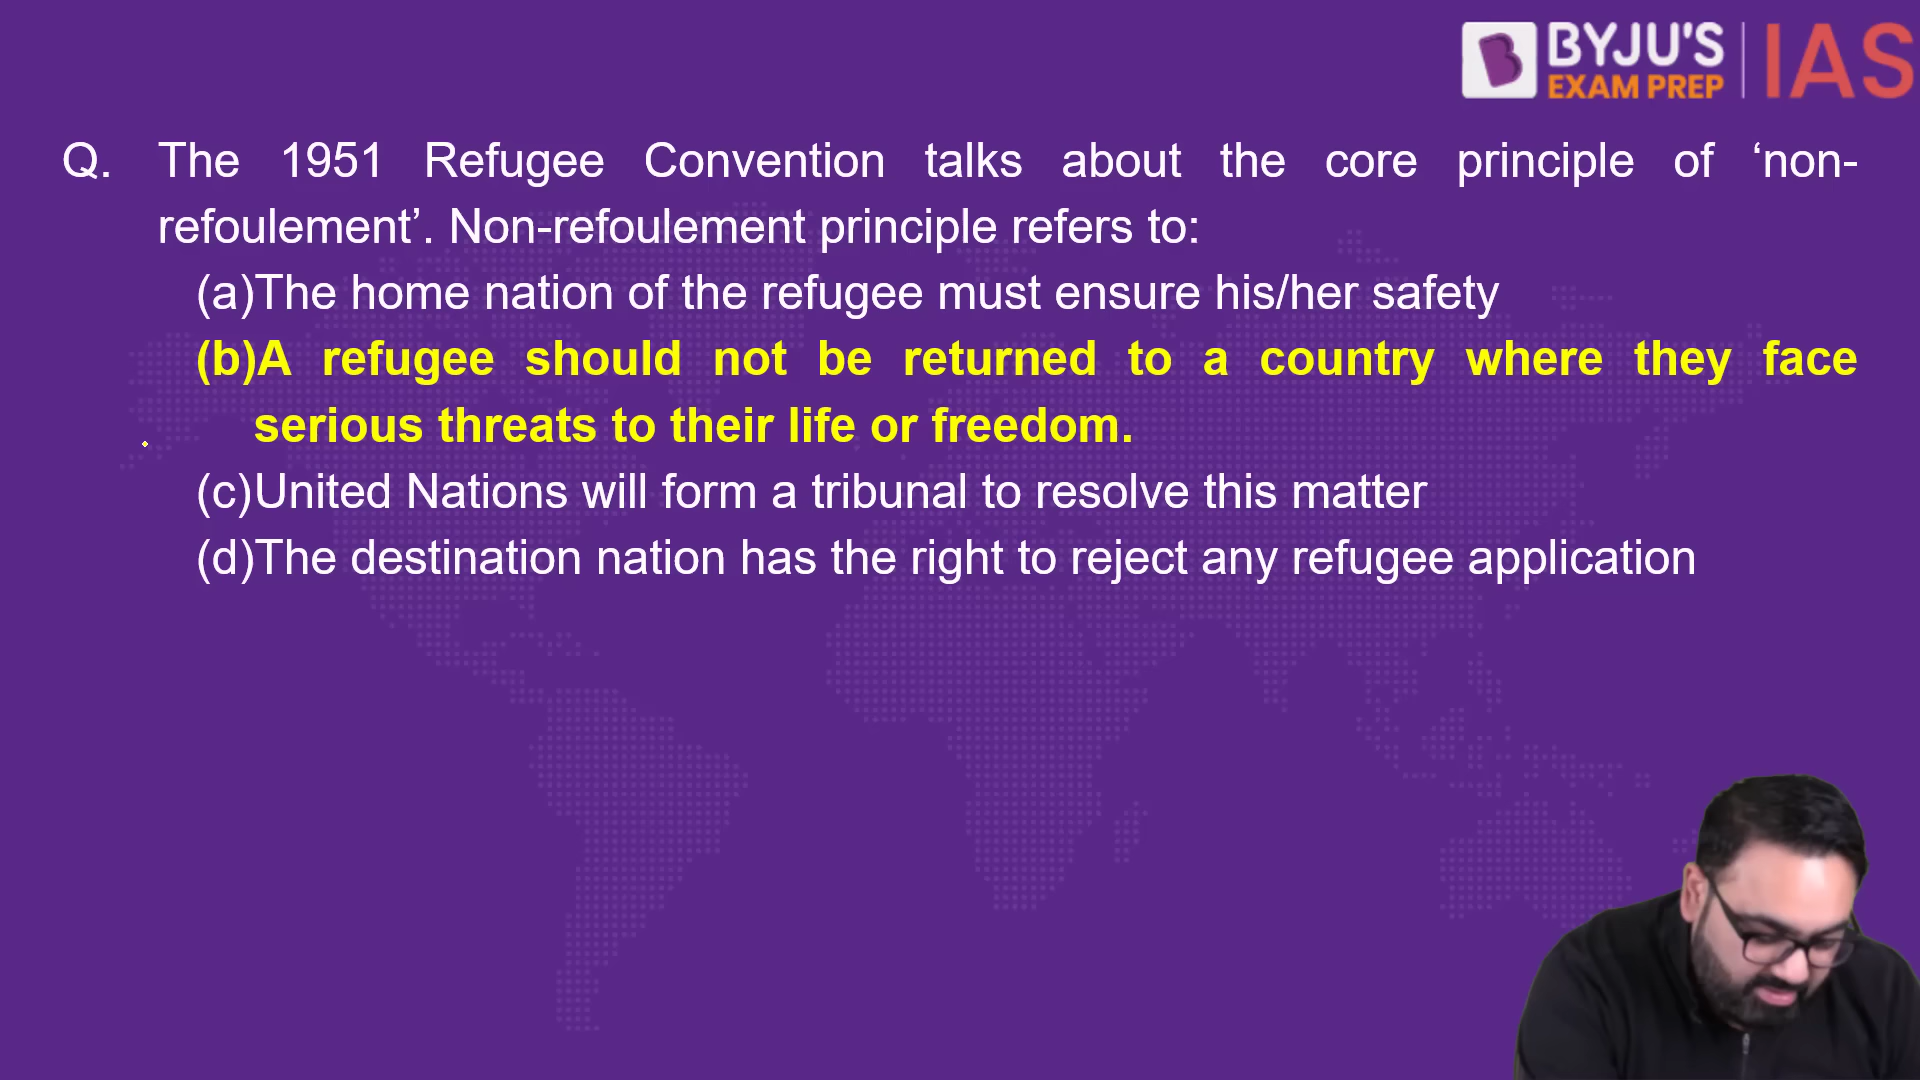 BYJU'S
EXAM PREP
IAS
Q. The 1951 Refugee Convention talks about the core principle of ‘non-
refoulement’. Non-refoulement principle refers to:
(a)The home nation of the refugee must ensure his/her safety
(b)A refugee should not be returned to a country where they face
serious threats to their life or freedom.
(c)United Nations will form a tribunal to resolve this matter
(d)The destination nation has the right to reject any refugee application